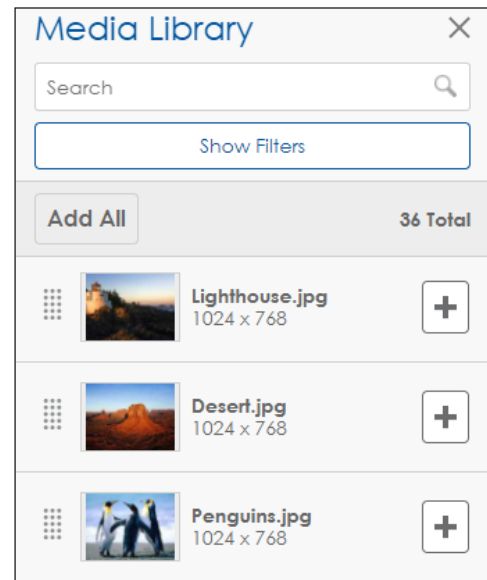 Media Library
Search
Show Filters
Add All
36 Total
Lighthouse.jpg
1024 x 768
Desert.jpg
1024 x 768
Penguins.jpg
1024 x 768